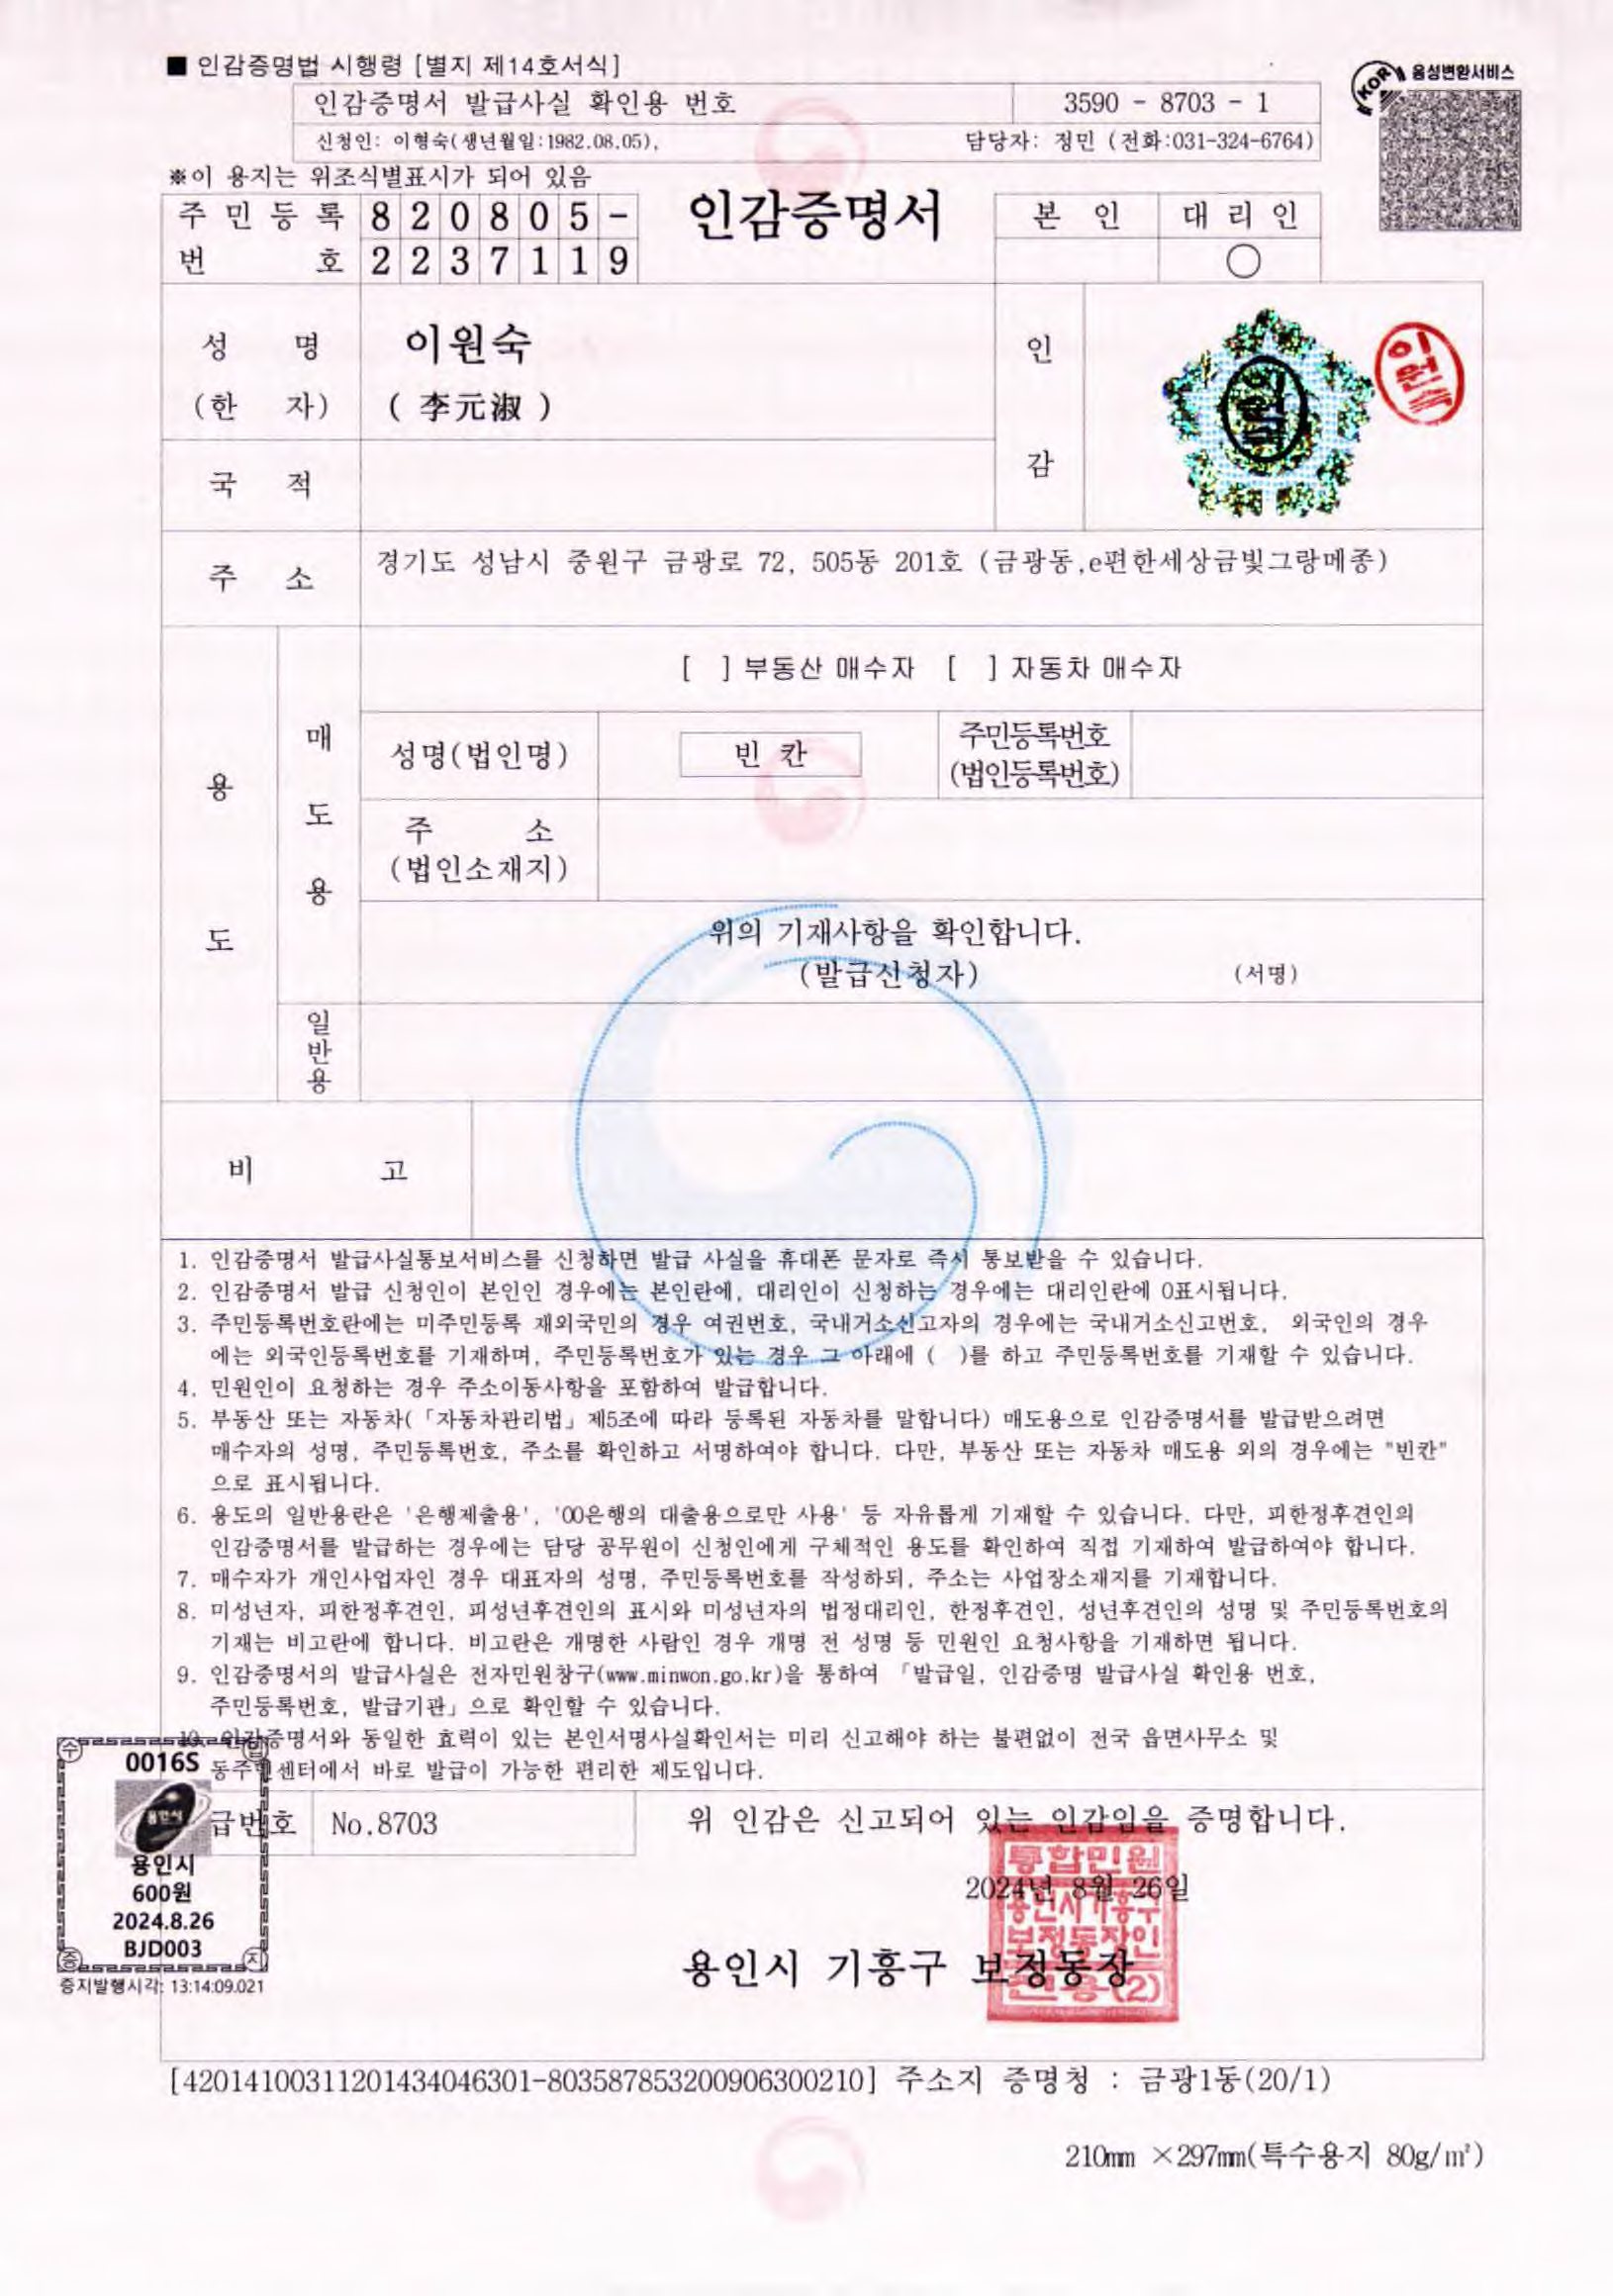 ■ 인감증명법 시행령 [별지 제14호서식]
음성변환서비스
인감증명서 발급사실 확인용 번호 3590 - 8703 - 1
신청인: 이형숙(생년월일:1982.08.05), 담당자: 정민 (전화:031-324-6764)
※이 용지는 위조식별표시가 되어 있음
주민등록 820805-
번호 2237119
인감증명서
본인 대리인
○
성명 이원숙
(한자) (李元淑)
인감
이원숙
국적
주소 경기도 성남시 중원구 금광로 72, 505동 201호 (금광동,e편한세상금빛그랑메종)
용도
매도용
[ ] 부동산 매수자 [ ] 자동차 매수자
성명(법인명) 빈 칸 주민등록번호
(법인등록번호)
주소
(법인소재지)
위의 기재사항을 확인합니다.
(발급신청자) (서명)
일반용
비고
1. 인감증명서 발급사실통보서비스를 신청하면 발급 사실을 휴대폰 문자로 즉시 통보받을 수 있습니다.
2. 인감증명서 발급 신청인이 본인인 경우에는 본인란에, 대리인이 신청하는 경우에는 대리인란에 0표시됩니다.
3. 주민등록번호란에는 미주민등록 재외국민의 경우 여권번호, 국내거소신고자의 경우에는 국내거소신고번호, 외국인의 경우
에는 외국인등록번호를 기재하며, 주민등록번호가 있는 경우 그 아래에 ( )를 하고 주민등록번호를 기재할 수 있습니다.
4. 민원인이 요청하는 경우 주소이동사항을 포함하여 발급합니다.
5. 부동산 또는 자동차(「자동차관리법」제5조에 따라 등록된 자동차를 말합니다) 매도용으로 인감증명서를 발급받으려면
매수자의 성명, 주민등록번호, 주소를 확인하고 서명하여야 합니다. 다만, 부동산 또는 자동차 매도용 외의 경우에는 "빈칸"
으로 표시됩니다.
6. 용도의 일반용란은 '은행제출용', '00은행의 대출용으로만 사용' 등 자유롭게 기재할 수 있습니다. 다만, 피한정후견인의
인감증명서를 발급하는 경우에는 담당 공무원이 신청인에게 구체적인 용도를 확인하여 직접 기재하여 발급하여야 합니다.
7. 매수자가 개인사업자인 경우 대표자의 성명, 주민등록번호를 작성하되, 주소는 사업장소재지를 기재합니다.
8. 미성년자, 피한정후견인, 피성년후견인의 표시와 미성년자의 법정대리인, 한정후견인, 성년후견인의 성명 및 주민등록번호의
기재는 비고란에 합니다. 비고란은 개명한 사람인 경우 개명 전 성명 등 민원인 요청사항을 기재하면 됩니다.
9. 인감증명서의 발급사실은 전자민원창구(www.minwon.go.kr)을 통하여 「발급일, 인감증명 발급사실 확인용 번호,
주민등록번호, 발급기관」으로 확인할 수 있습니다.
10. 인감증명서와 동일한 효력이 있는 본인서명사실확인서는 미리 신고해야 하는 불편없이 전국 읍면사무소 및
동주민센터에서 바로 발급이 가능한 편리한 제도입니다.
수입증지
0016S
용인시
용인시
600원
2024.8.26
BJD003
증지발행시각: 13:14:09.021
급번호 No.8703
위 인감은 신고되어 있는 인감임을 증명합니다.
2024년 8월 26일
용인시 기흥구 보정동장
통합민원
용인시기흥구
보정동장인
전용(2)
[42014100311201434046301-803587853200906300210] 주소지 증명청 : 금광1동(20/1)
210mm ×297mm(특수용지 80g/㎡)